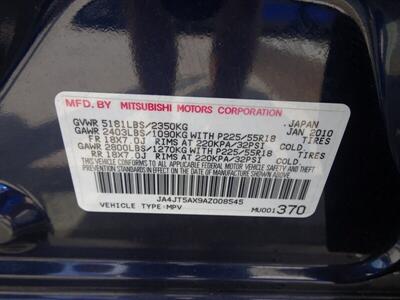 MFD. BY MITSUBISHI MOTORS CORPORATION
GVWR 5181LBS/2350KG JAPAN
GAWR 2403LBS/1090KG WITH P225/55R18 JAN 2010
FR 18X7.0J RIMS AT 220KPA/32PSI TIRES
GAWR 2800LBS/1270KG WITH P225/55R18 COLD.
RR 18X7.0J RIMS AT 220KPA/32PSI TIRES
COLD.
THIS VEHICLE CONFORMS TO ALL APPLICABLE
FEDERAL MOTOR VEHICLE SAFETY AND THEFT
PREVENTION STANDARDS IN EFFECT ON THE
DATE OF MANUFACTURE SHOWN ABOVE.
JA4JT5AX9AZ008545
VEHICLE TYPE:MPV MU001370